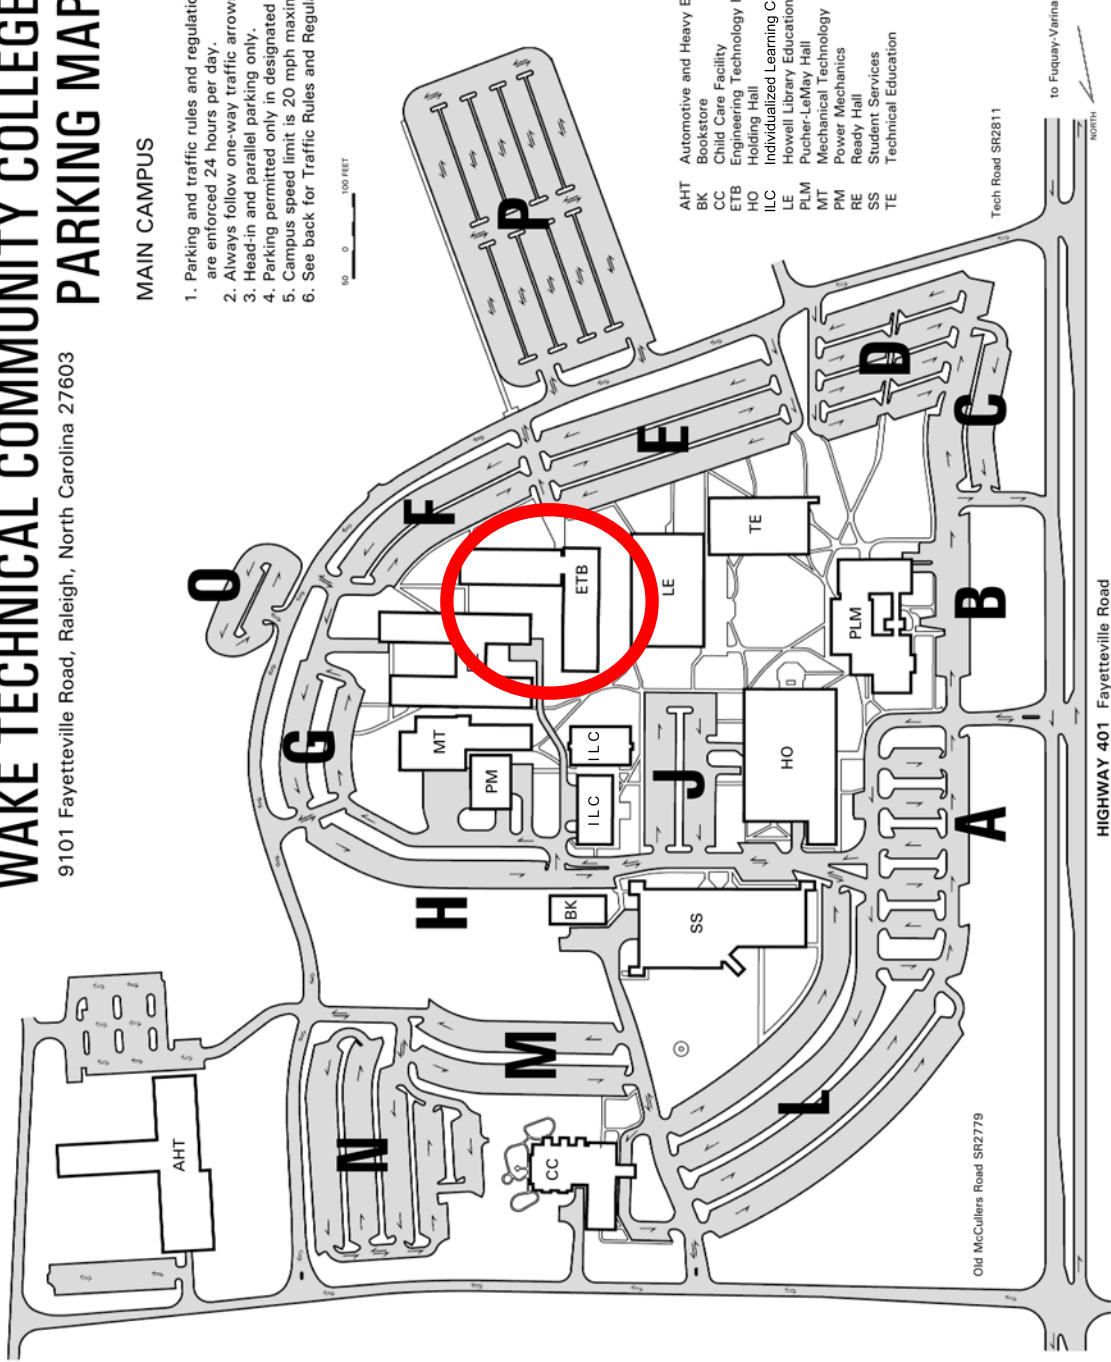 WAKE TECHNICAL COMMUNITY COLLEGE
PARKING MAP
9101 Fayetteville Road, Raleigh, North Carolina 27603
MAIN CAMPUS
1. Parking and traffic rules and
are enforced 24 hours per day.
2. Always follow one-way traffic
3. Head-in and parallel parking only.
4. Parking permitted only in designated
5. Campus speed limit is 20 mph
6. See back for Traffic Rules and
50 0 100 FEET
AHT Automotive and Heavy
BK Bookstore
CC Child Care Facility
ETB Engineering Technology
HO Holding Hall
ILC Individualized Learning
LE Howell Library Education
PLM Pucher-LeMay Hall
MT Mechanical Technology
PM Power Mechanics
RE Ready Hall
SS Student Services
TE Technical Education
Tech Road SR2811
to Fuquay-Varina
NORTH
O
P
F
E
D
C
G
ETB
LE
TE
PLM
B
MT
PM
ILC
ILC
J
HO
A
H
BK
SS
AHT
N
M
CC
L
Old McCullers Road SR2779
HIGHWAY 401 Fayetteville Road